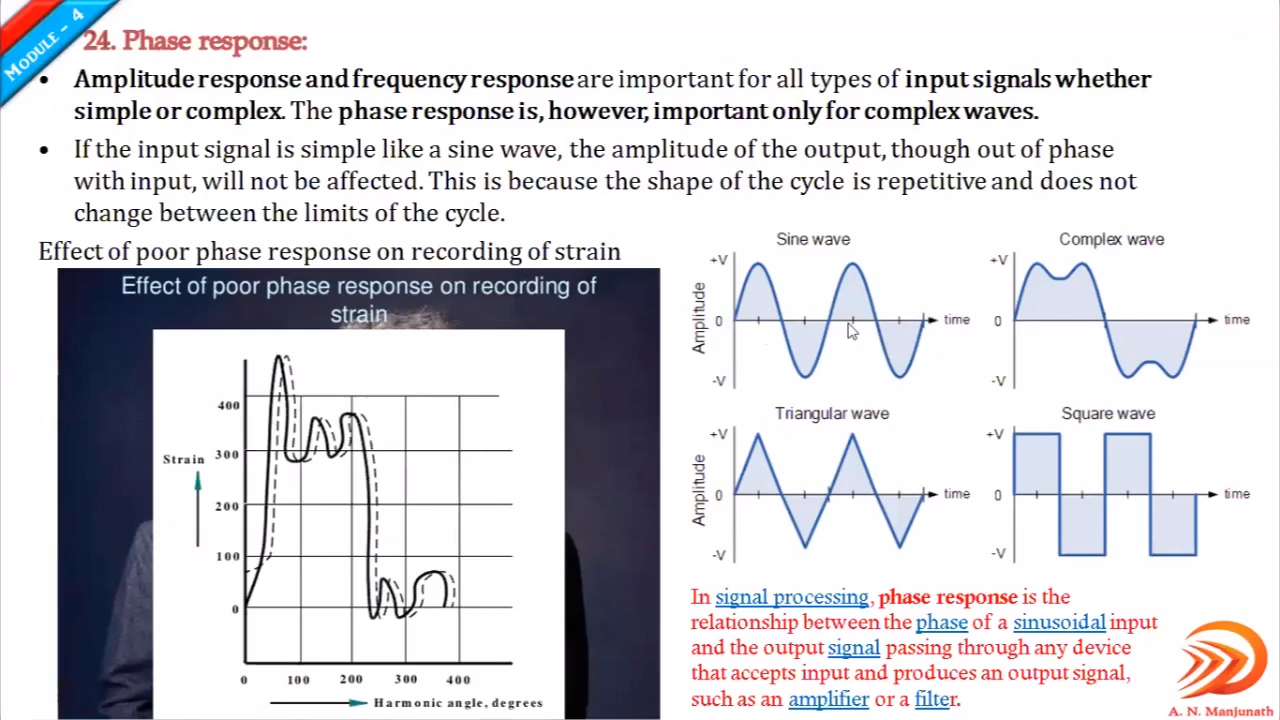 MODULE – 4
24. Phase response:
• Amplitude response and frequency response are important for all types of input signals whether
simple or complex. The phase response is, however, important only for complex waves.
• If the input signal is simple like a sine wave, the amplitude of the output, though out of phase
with input, will not be affected. This is because the shape of the cycle is repetitive and does not
change between the limits of the cycle.
Effect of poor phase response on recording of strain
Effect of poor phase response on recording of
strain
400
Strain 300
200
100
0
0 100 200 300 400
Harmonic angle, degrees
Sine wave
+V
Amplitude
0
time
-V
Complex wave
+V
0
time
-V
Triangular wave
+V
Amplitude
0
time
-V
Square wave
+V
0
time
-V
In signal processing, phase response is the
relationship between the phase of a sinusoidal input
and the output signal passing through any device
that accepts input and produces an output signal,
such as an amplifier or a filter.
A. N. Manjunath